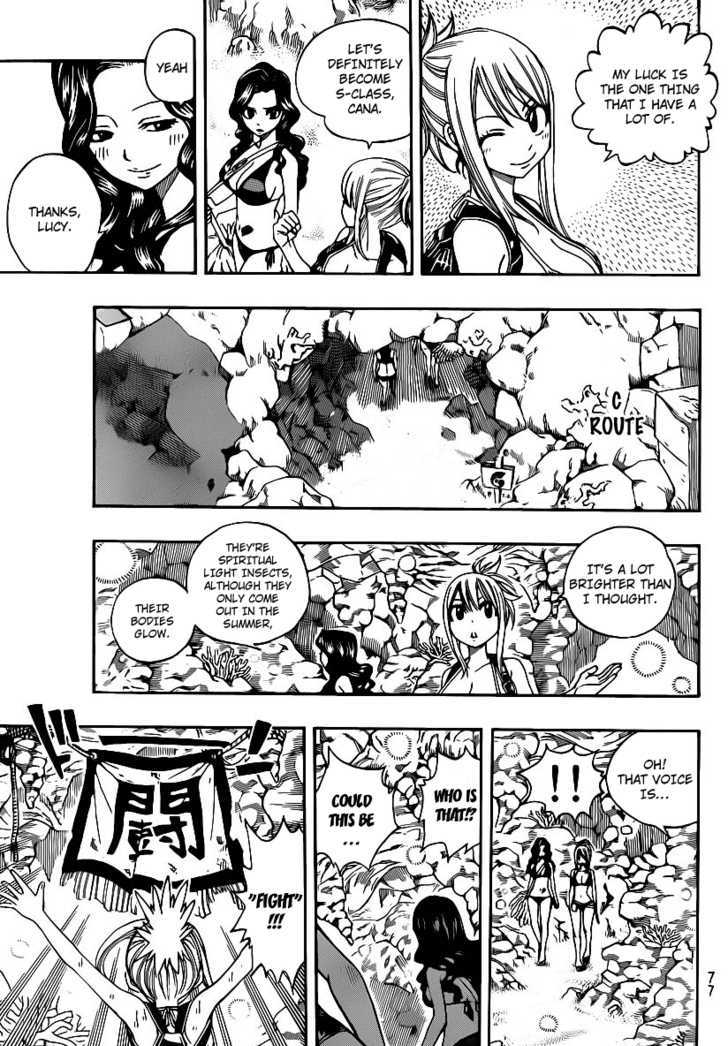 MY LUCK IS
THE ONE THING
THAT I HAVE A
LOT OF.
LET'S
DEFINITELY
BECOME
S-CLASS,
CANA.
YEAH
THANKS,
LUCY.
C
ROUTE
C
IT'S A LOT
BRIGHTER THAN
I THOUGHT.
THEY'RE
SPIRITUAL
LIGHT INSECTS,
ALTHOUGH THEY
ONLY COME
OUT IN THE
SUMMER,
THEIR
BODIES
GLOW.
OH!
THAT VOICE
IS...
!!
WHO IS
THAT!?
COULD
THIS BE
...
闘
"FIGHT"
!!!
77